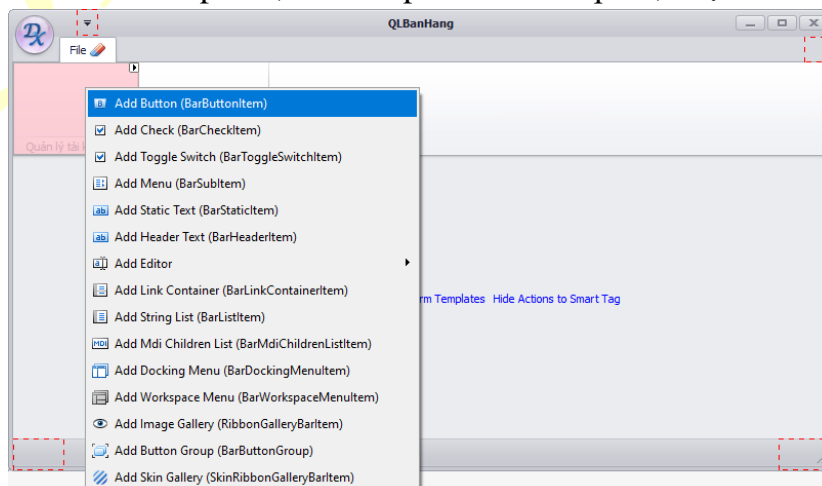 QLBanHang
File
Add Button (BarButtonItem)
Quản lý tài
Add Check (BarCheckItem)
Add Toggle Switch (BarToggleSwitchItem)
Add Menu (BarSubItem)
Add Static Text (BarStaticItem)
Add Header Text (BarHeaderItem)
Add Editor
Add Link Container (BarLinkContainerItem)
rm Templates Hide Actions to Smart Tag
Add String List (BarListItem)
Add Mdi Children List (BarMdiChildrenListItem)
Add Docking Menu (BarDockingMenuItem)
Add Workspace Menu (BarWorkspaceMenuItem)
Add Image Gallery (RibbonGalleryBarItem)
Add Button Group (BarButtonGroup)
Add Skin Gallery (SkinRibbonGalleryBarItem)